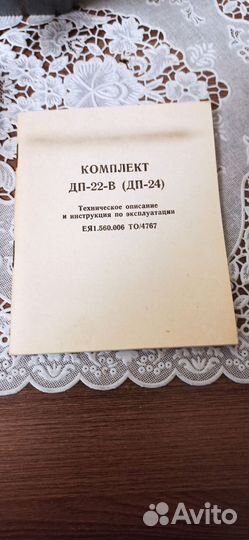 КОМПЛЕКТ
ДП-22-В (ДП-24)
Техническое описание
и инструкция по эксплуатации
ЕЯ1.560.006 ТО/4767
Avito